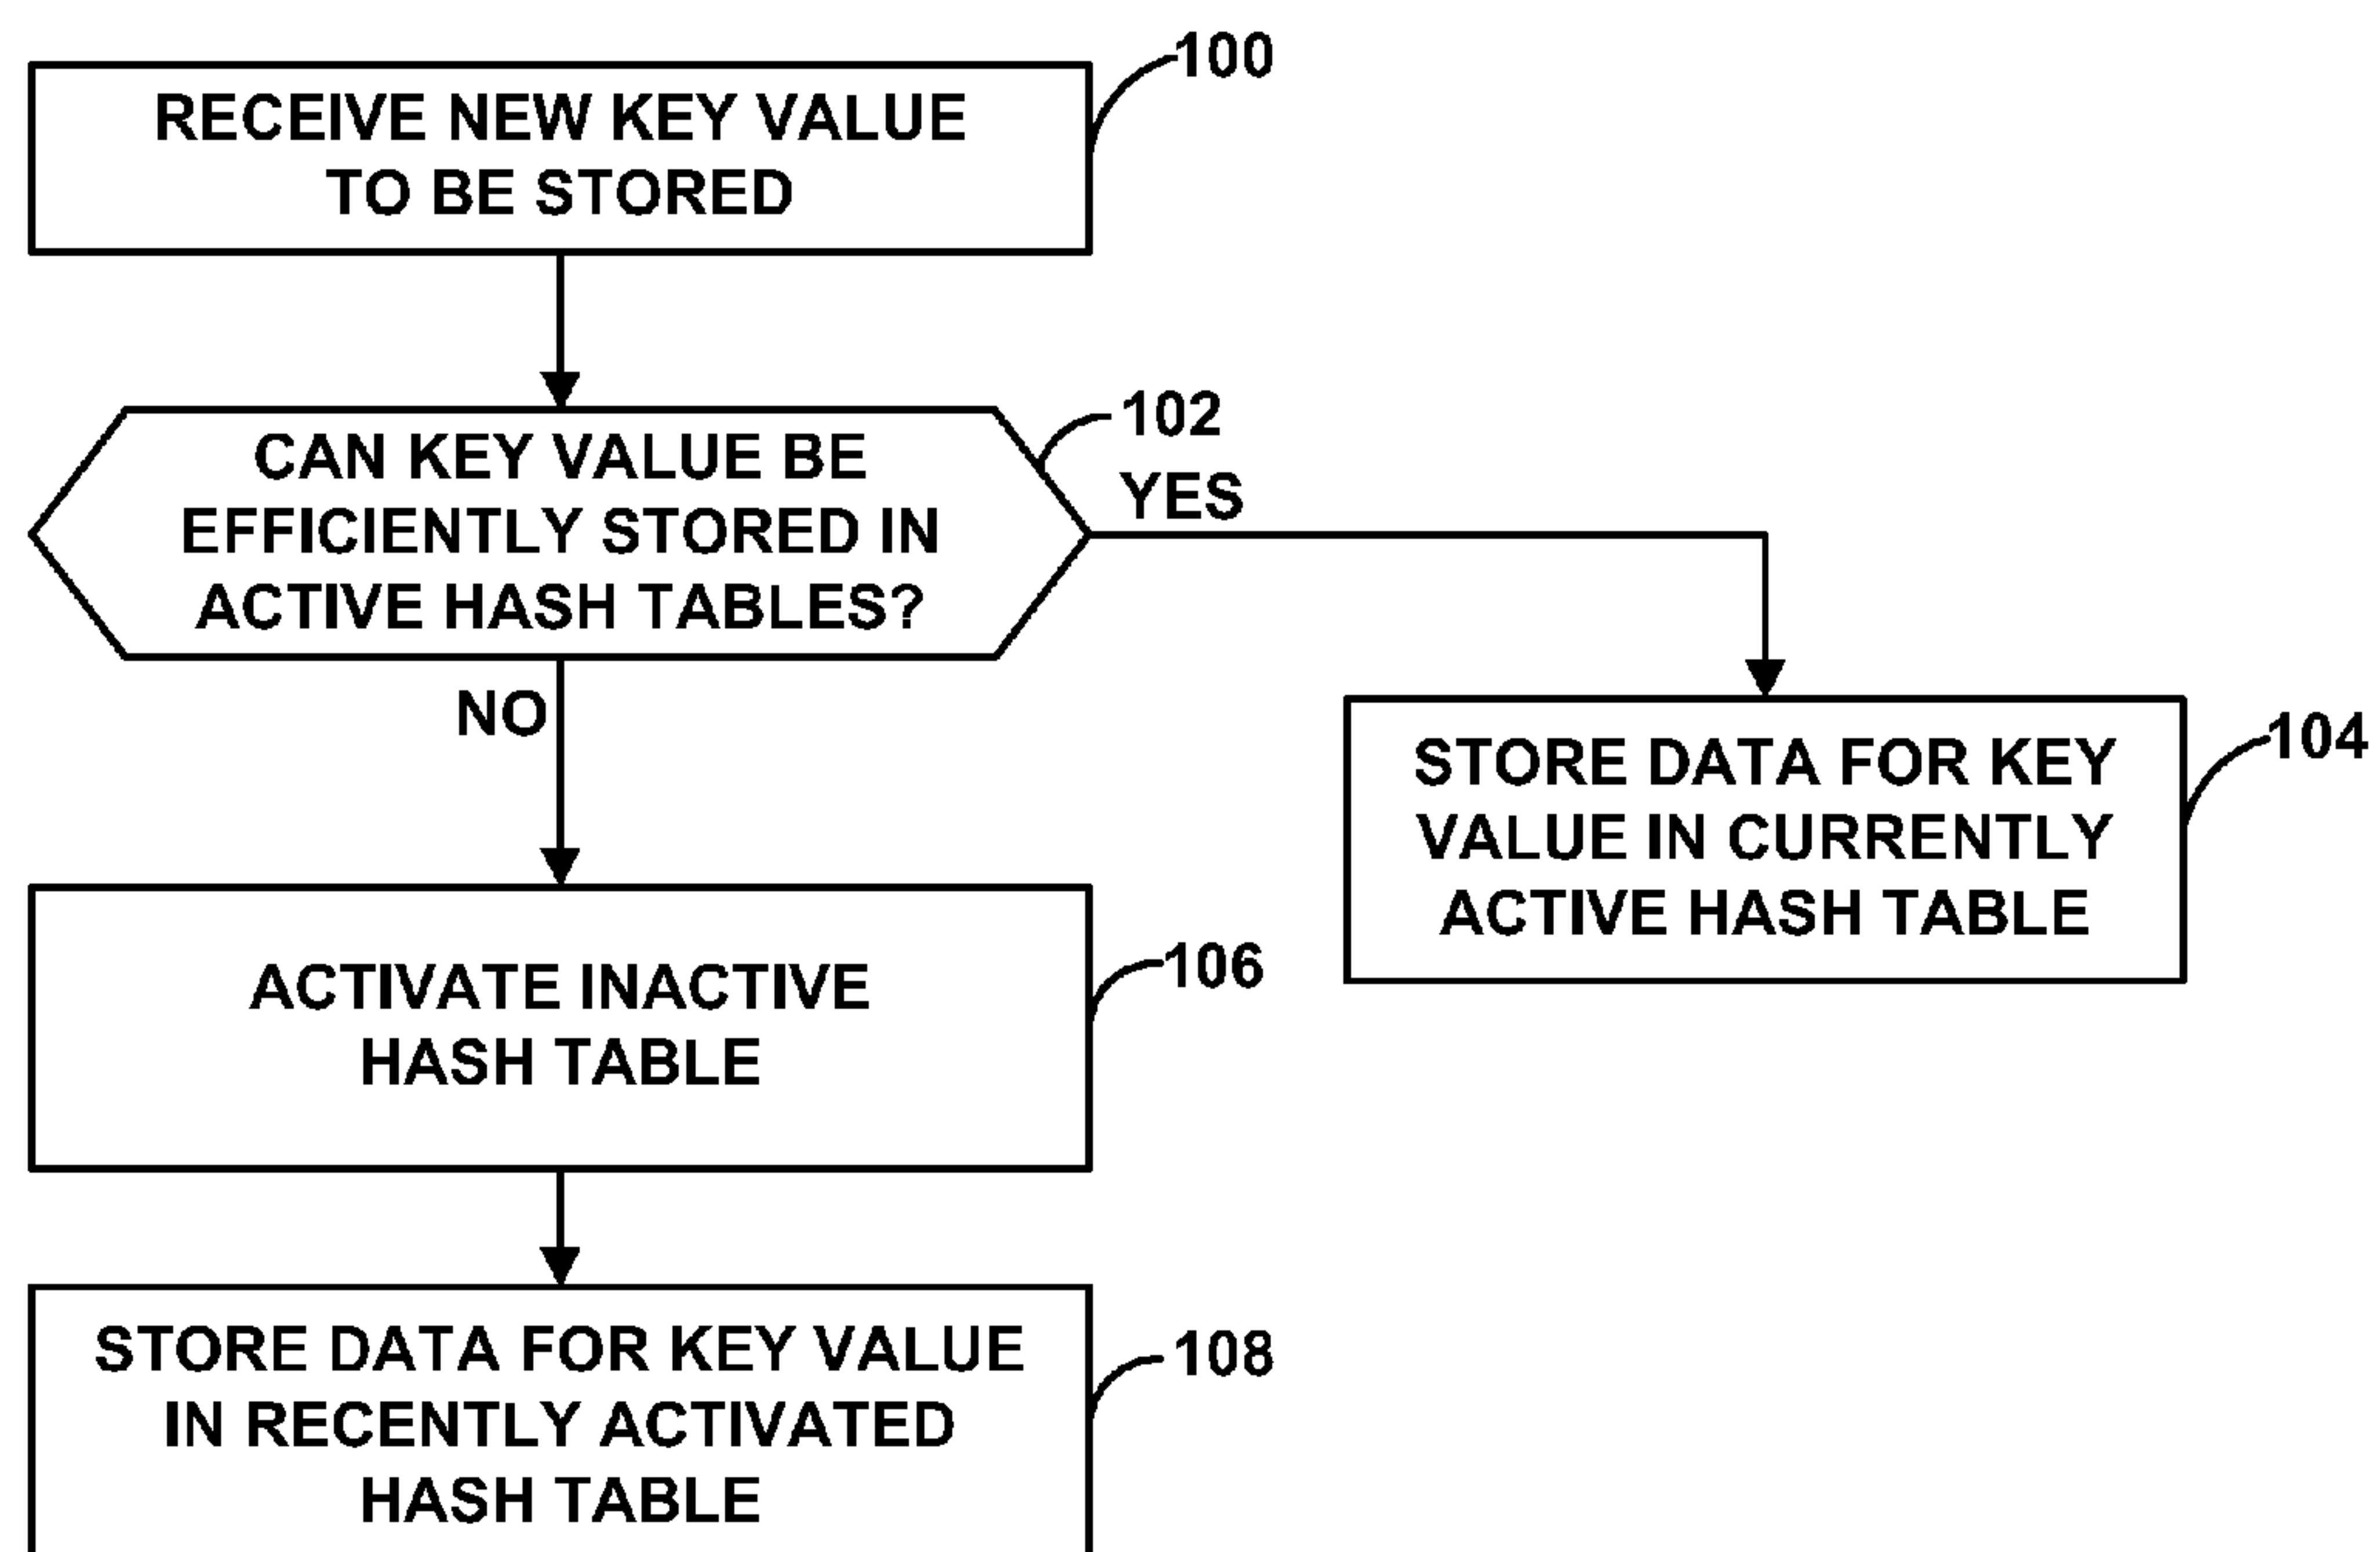 100
RECEIVE NEW KEY VALUE
TO BE STORED
102
CAN KEY VALUE BE
EFFICIENTLY STORED IN
ACTIVE HASH TABLES?
YES
NO
104
STORE DATA FOR KEY
VALUE IN CURRENTLY
ACTIVE HASH TABLE
106
ACTIVATE INACTIVE
HASH TABLE
108
STORE DATA FOR KEY VALUE
IN RECENTLY ACTIVATED
HASH TABLE